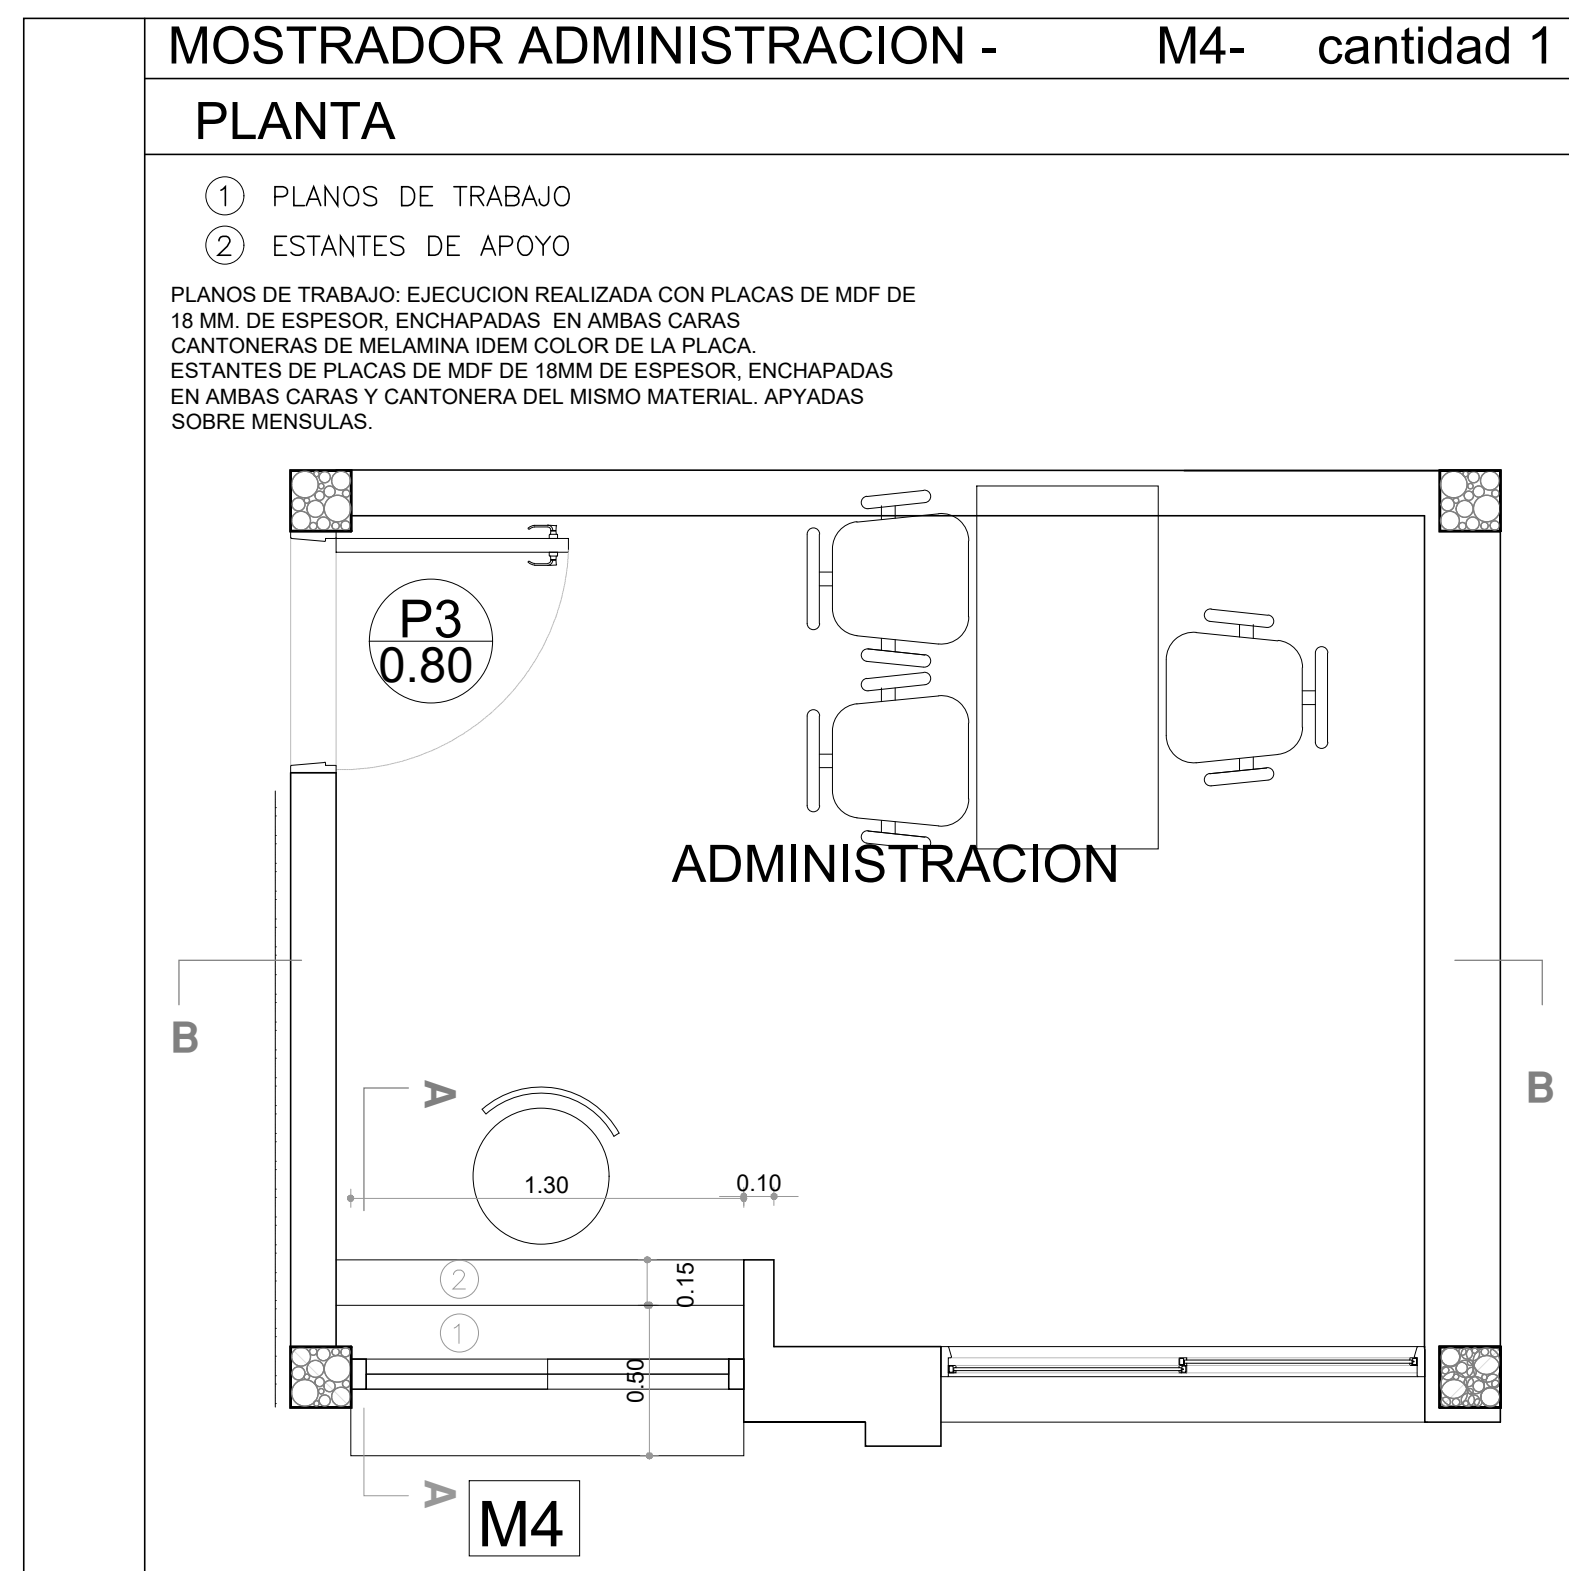 MOSTRADOR ADMINISTRACION - M4- cantidad 1
PLANTA
1 PLANOS DE TRABAJO
2 ESTANTES DE APOYO
PLANOS DE TRABAJO: EJECUCION REALIZADA CON PLACAS DE MDF DE
18 MM. DE ESPESOR, ENCHAPADAS EN AMBAS CARAS
CANTONERAS DE MELAMINA IDEM COLOR DE LA PLACA.
ESTANTES DE PLACAS DE MDF DE 18MM DE ESPESOR, ENCHAPADAS
EN AMBAS CARAS Y CANTONERA DEL MISMO MATERIAL. APYADAS
SOBRE MENSULAS.
P3
0.80
ADMINISTRACION
B
B
A
1.30
0.10
2
0.15
1
0.50
A
M4